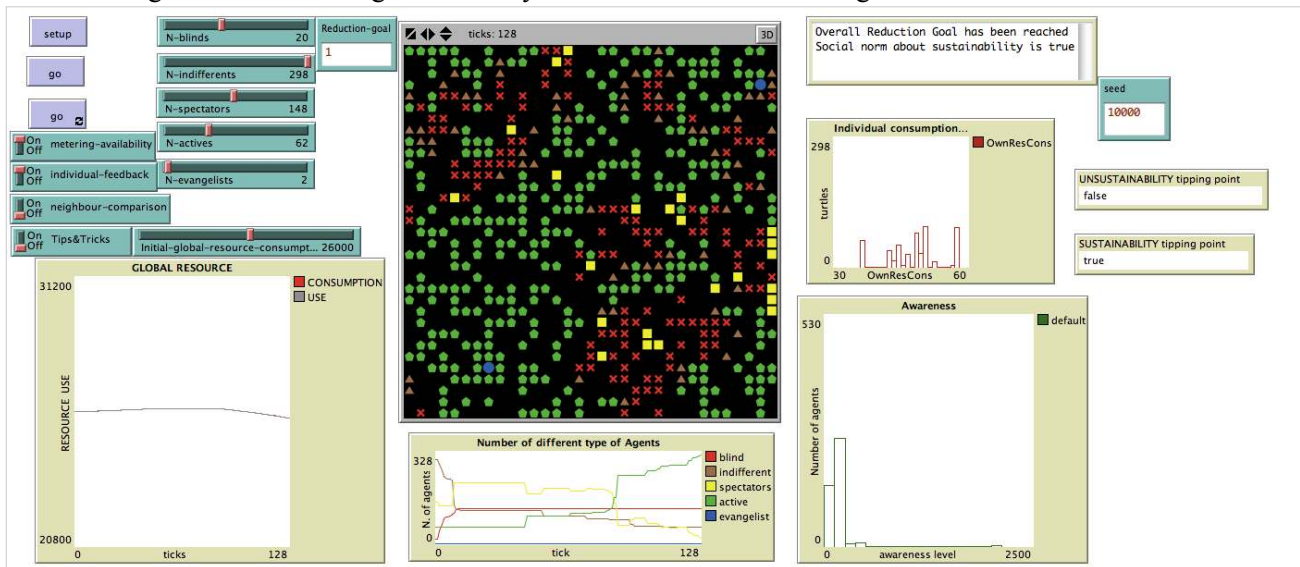 setup
go
go
N-blinds 20
N-indifferents 298
N-spectators 148
N-actives 62
N-evangelists 2
Reduction-goal
1
On
Off metering-availability
On
Off individual-feedback
On
Off neighbour-comparison
On
Off Tips&Tricks
Initial-global-resource-consumpt... 26000
GLOBAL RESOURCE
31200
RESOURCE USE
20800
0 ticks 128
CONSUMPTION
USE
ticks: 128
3D
Number of different type of Agents
328
N. of agents
0
0 tick 128
blind
indifferent
spectators
active
evangelist
Overall Reduction Goal has been reached
Social norm about sustainability is true
seed
10000
Individual consumption...
298
turtles
0
30 OwnResCons 60
OwnResCons
UNSUSTAINABILITY tipping point
false
SUSTAINABILITY tipping point
true
Awareness
530
Number of agents
0
0 awareness level 2500
default